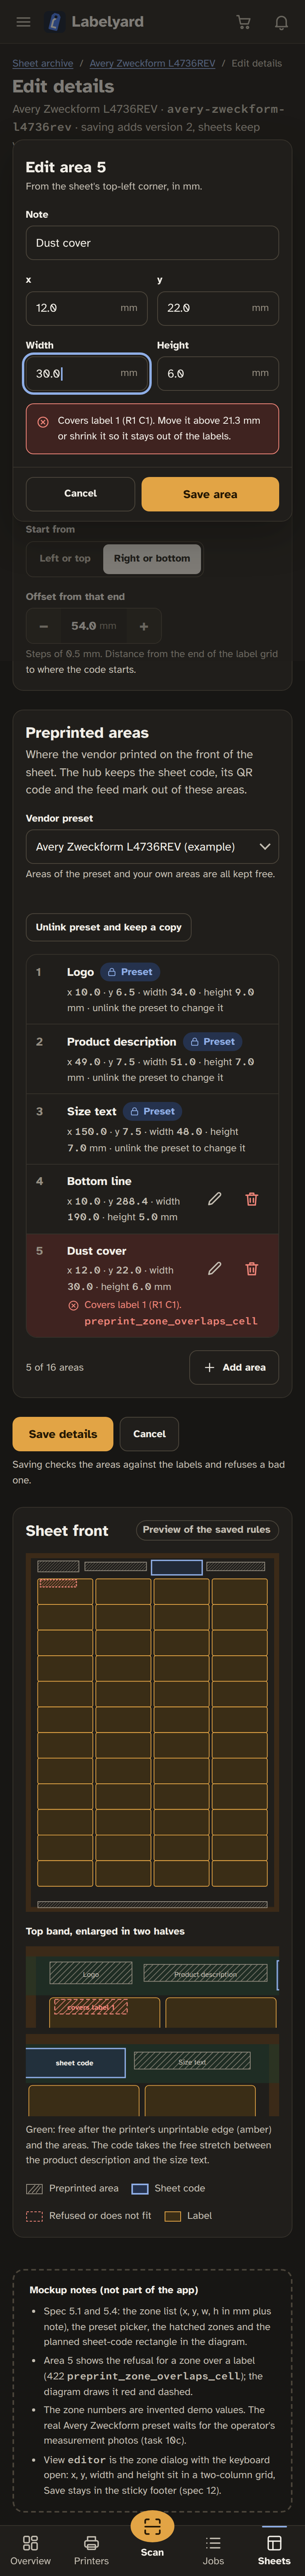 Labelyard
Sheet archive / Avery Zweckform L4736REV / Edit details
Edit details
Avery Zweckform L4736REV · avery-zweckform-
l4736rev · saving adds version 2, sheets keep
Edit area 5
From the sheet's top-left corner, in mm.
Note
Dust cover
x y
12.0 mm 22.0 mm
Width Height
30.0 mm 6.0 mm
Covers label 1 (R1 C1). Move it above 21.3 mm
or shrink it so it stays out of the labels.
Cancel Save area
Start from
Left or top Right or bottom
Offset from that end
− 54.0 mm +
Steps of 0.5 mm. Distance from the end of the label grid
to where the code starts.
Preprinted areas
Where the vendor printed on the front of the
sheet. The hub keeps the sheet code, its QR
code and the feed mark out of these areas.
Vendor preset
Avery Zweckform L4736REV (example)
Areas of the preset and your own areas are all kept free.
Unlink preset and keep a copy
1 Logo Preset
x 10.0 · y 6.5 · width 34.0 · height 9.0
mm · unlink the preset to change it
2 Product description Preset
x 49.0 · y 7.5 · width 51.0 · height 7.0
mm · unlink the preset to change it
3 Size text Preset
x 150.0 · y 7.5 · width 48.0 · height
7.0 mm · unlink the preset to change it
4 Bottom line
x 10.0 · y 288.4 · width
190.0 · height 5.0 mm
5 Dust cover
x 12.0 · y 22.0 · width
30.0 · height 6.0 mm
Covers label 1 (R1 C1).
preprint_zone_overlaps_cell
5 of 16 areas + Add area
Save details Cancel
Saving checks the areas against the labels and refuses a bad
one.
Sheet front Preview of the saved rules
Top band, enlarged in two halves
Logo Product description
covers label 1
sheet code Size text
Green: free after the printer's unprintable edge (amber)
and the areas. The code takes the free stretch between
the product description and the size text.
Preprinted area Sheet code
Refused or does not fit Label
Mockup notes (not part of the app)
• Spec 5.1 and 5.4: the zone list (x, y, w, h in mm plus
note), the preset picker, the hatched zones and the
planned sheet-code rectangle in the diagram.
• Area 5 shows the refusal for a zone over a label
(422 preprint_zone_overlaps_cell); the
diagram draws it red and dashed.
• The zone numbers are invented demo values. The
real Avery Zweckform preset waits for the operator's
measurement photos (task 10c).
• View editor is the zone dialog with the keyboard
open: x, y, width and height sit in a two-column grid,
Save stays in the sticky footer (spec 12).
Overview Printers Scan Jobs Sheets